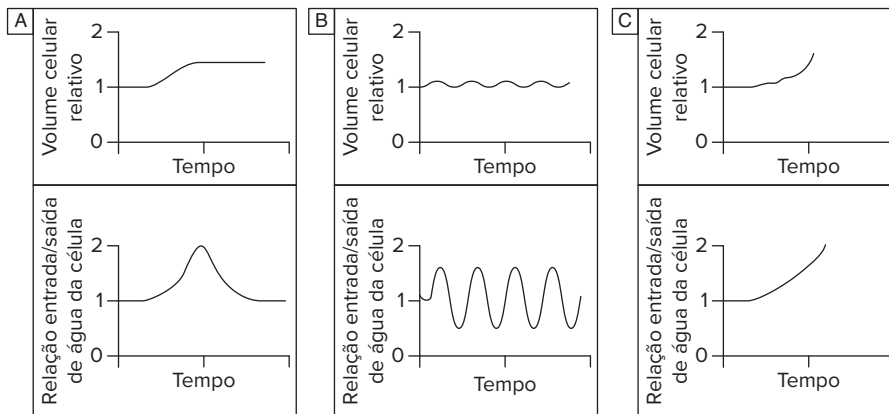 A
Volume celular
relativo
2
1
0
Tempo
Relação entrada/saída
de água da célula
2
1
0
Tempo
B
Volume celular
relativo
2
1
0
Tempo
Relação entrada/saída
de água da célula
2
1
0
Tempo
C
Volume celular
relativo
2
1
0
Tempo
Relação entrada/saída
de água da célula
2
1
0
Tempo